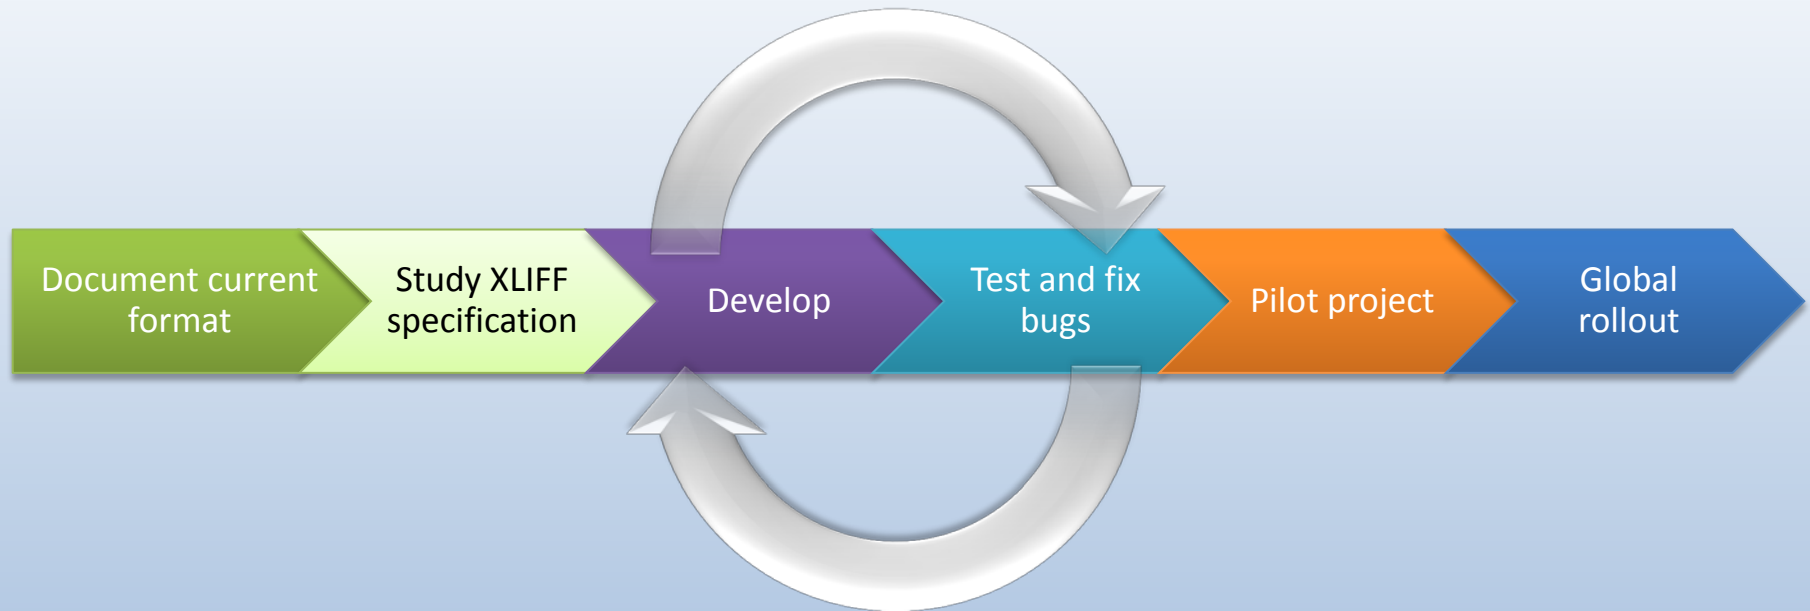 Document current
format
Study XLIFF
specification
Develop
Test and fix
bugs
Pilot project
Global
rollout